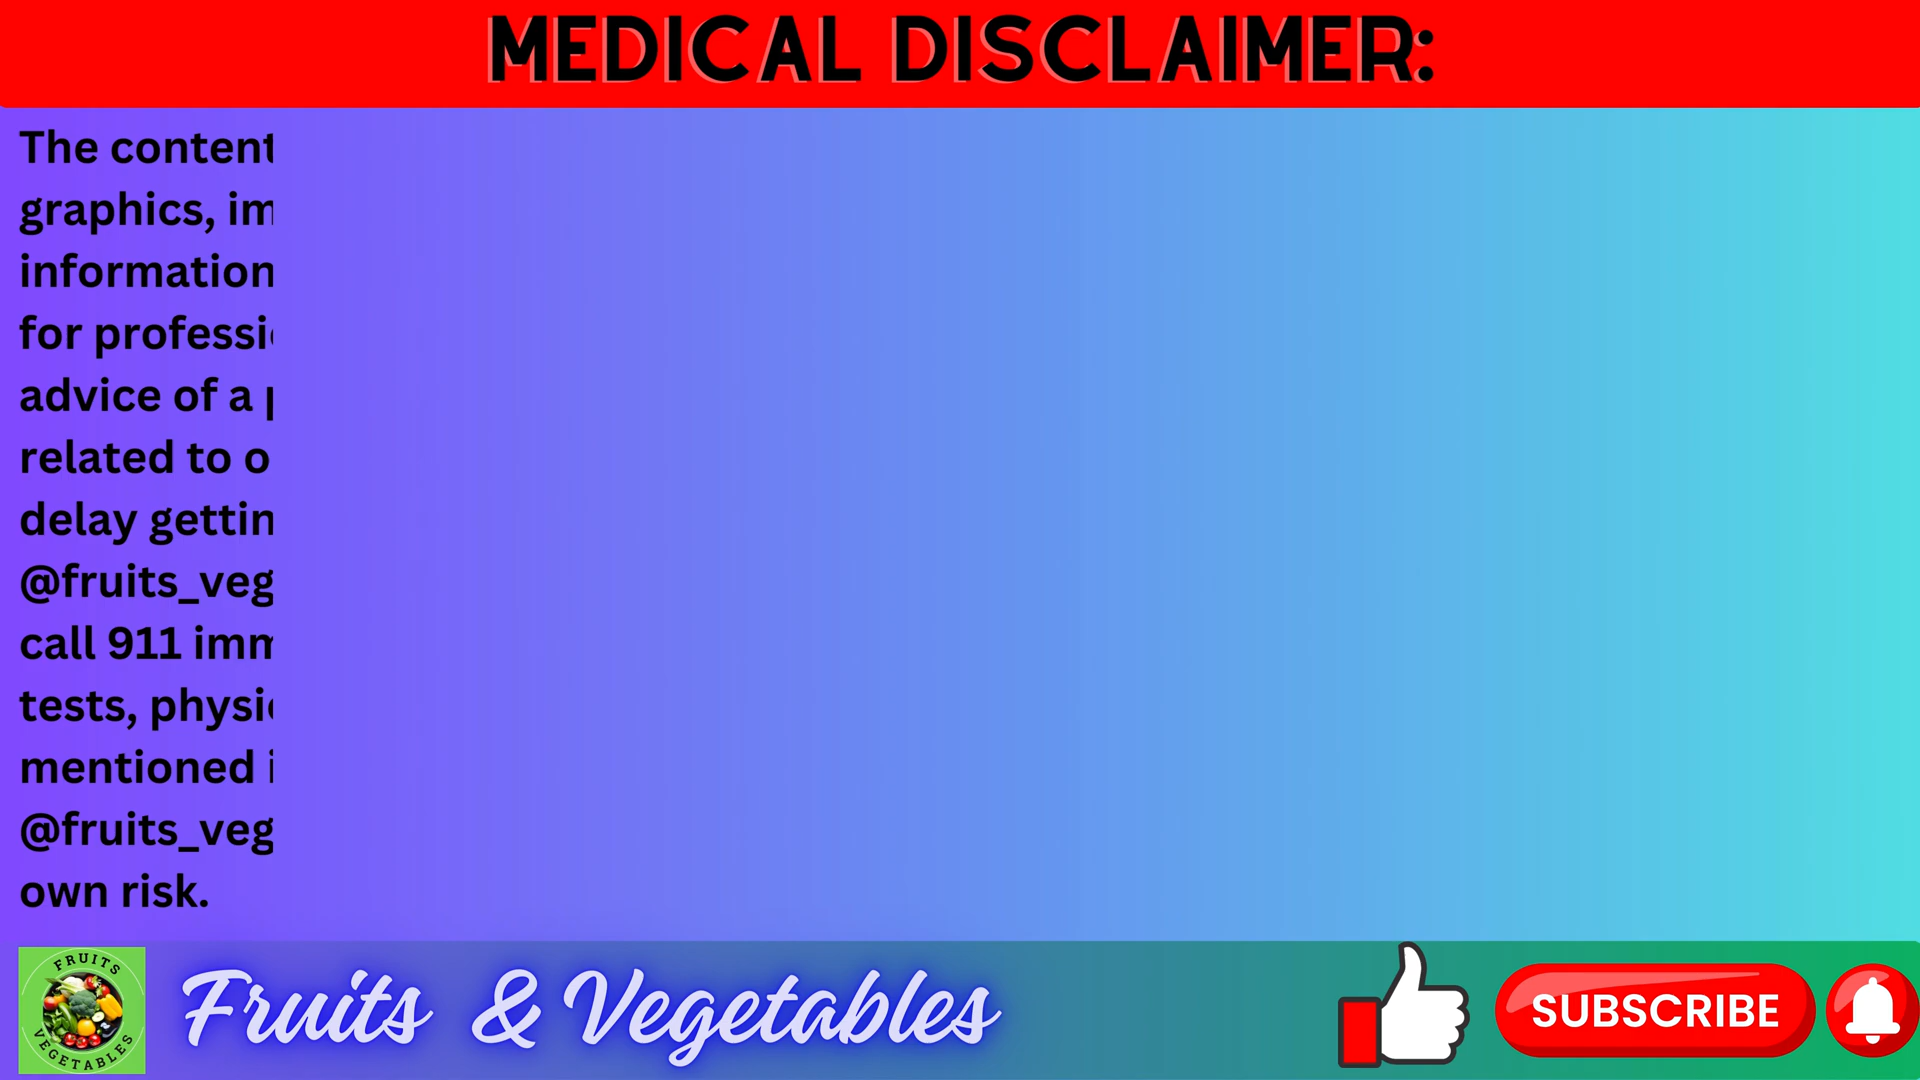 MEDICAL DISCLAIMER:
The content
graphics, im
information
for professi
advice of a
related to o
delay gettin
@fruits_veg
call 911 imm
tests, physi
mentioned i
@fruits_veg
own risk.
FRUITS
VEGETABLES
Fruits & Vegetables
SUBSCRIBE